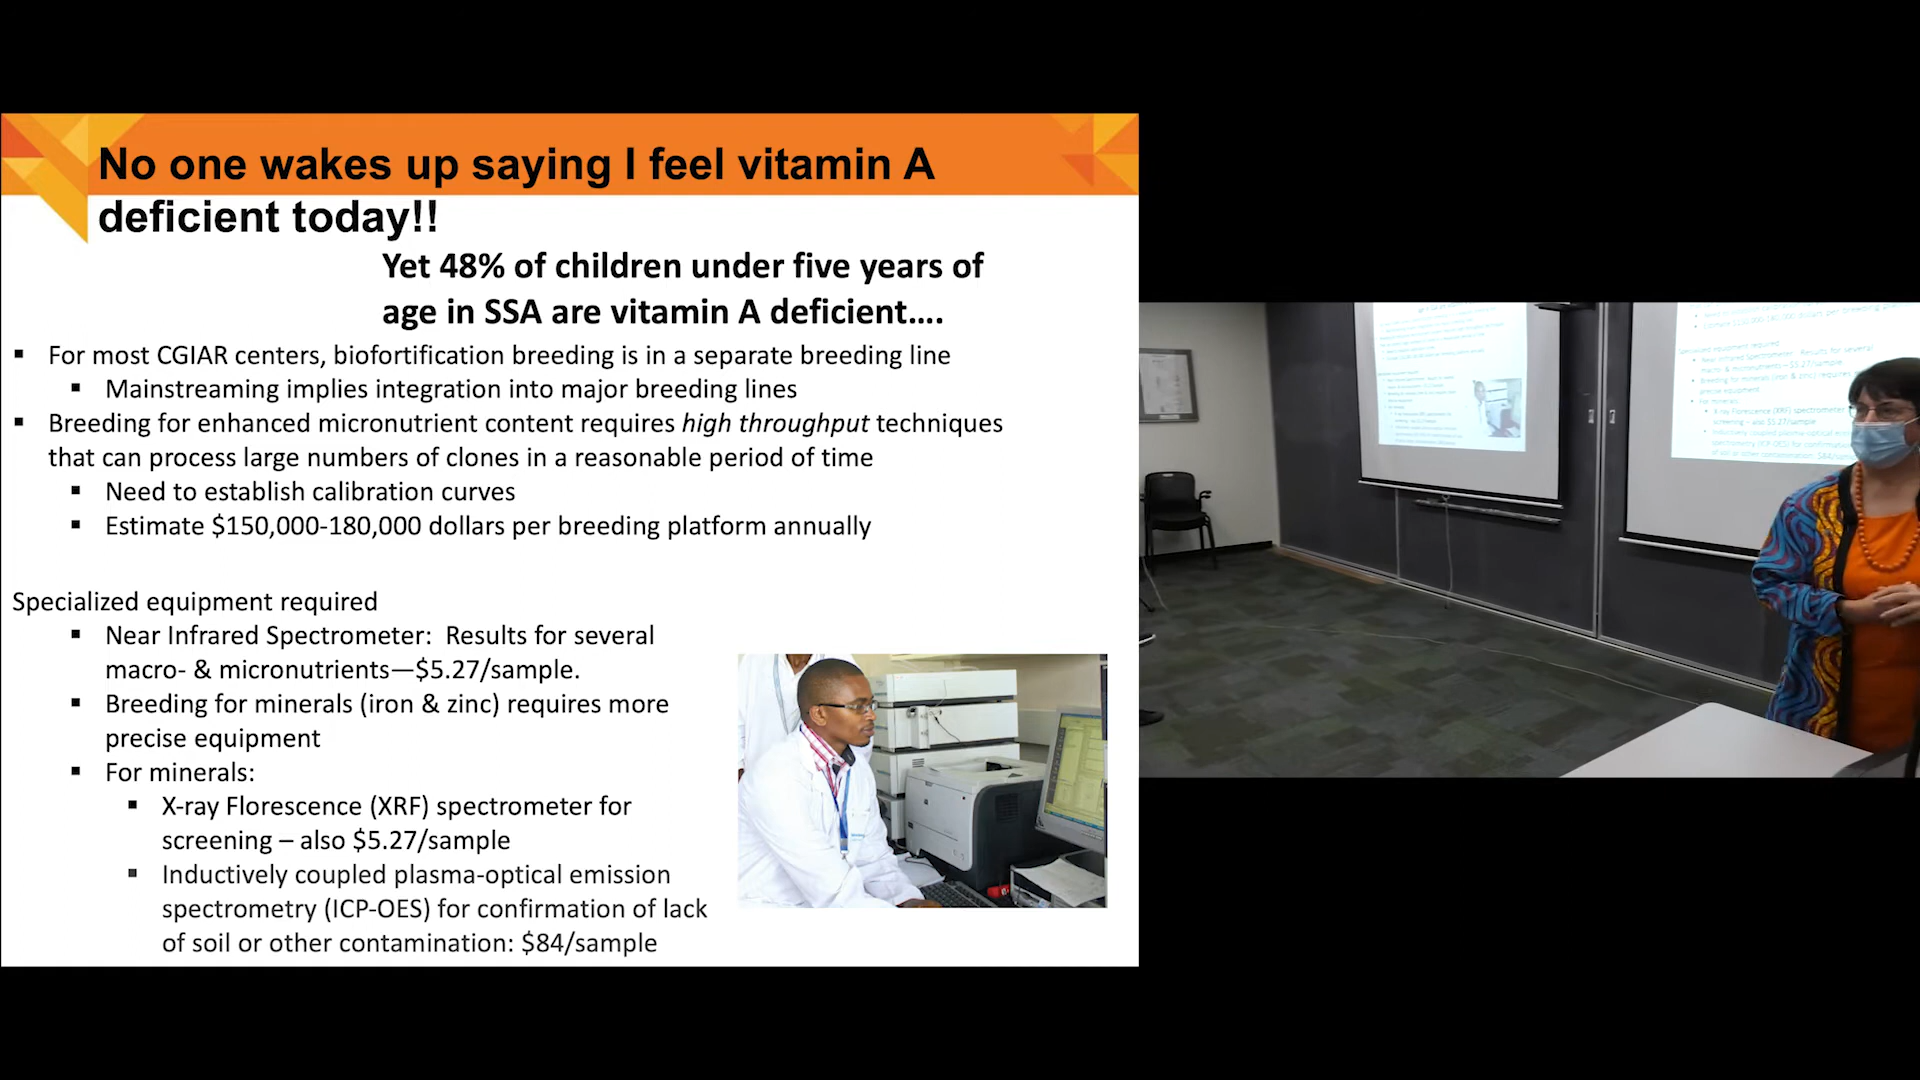 No one wakes up saying I feel vitamin A
deficient today!!
Yet 48% of children under five years of
age in SSA are vitamin A deficient....
▪ For most CGIAR centers, biofortification breeding is in a separate breeding line
▪ Mainstreaming implies integration into major breeding lines
▪ Breeding for enhanced micronutrient content requires high throughput techniques
that can process large numbers of clones in a reasonable period of time
▪ Need to establish calibration curves
▪ Estimate $150,000-180,000 dollars per breeding platform annually
Specialized equipment required
▪ Near Infrared Spectrometer: Results for several
macro- & micronutrients—$5.27/sample.
▪ Breeding for minerals (iron & zinc) requires more
precise equipment
▪ For minerals:
▪ X-ray Florescence (XRF) spectrometer for
screening – also $5.27/sample
▪ Inductively coupled plasma-optical emission
spectrometry (ICP-OES) for confirmation of lack
of soil or other contamination: $84/sample